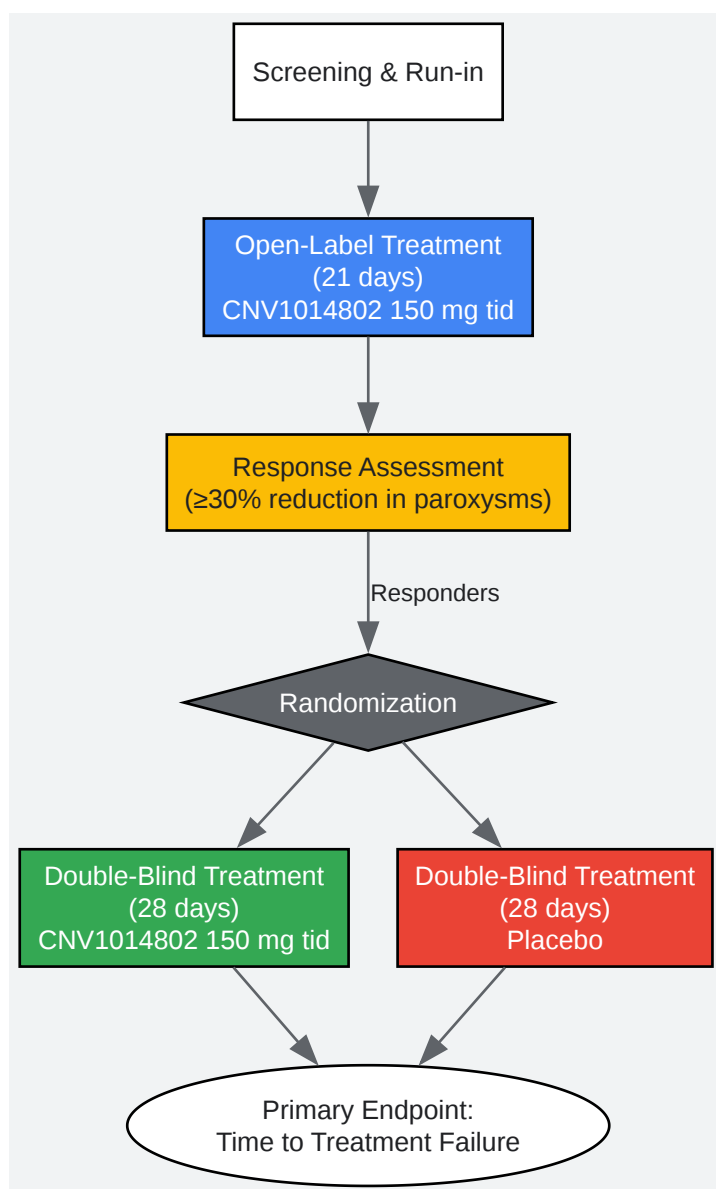 Screening & Run-in
Open-Label Treatment
(21 days)
CNV1014802 150 mg tid
Response Assessment
(≥30% reduction in paroxysms)
Responders
Randomization
Double-Blind Treatment
(28 days)
CNV1014802 150 mg tid
Double-Blind Treatment
(28 days)
Placebo
Primary Endpoint:
Time to Treatment Failure